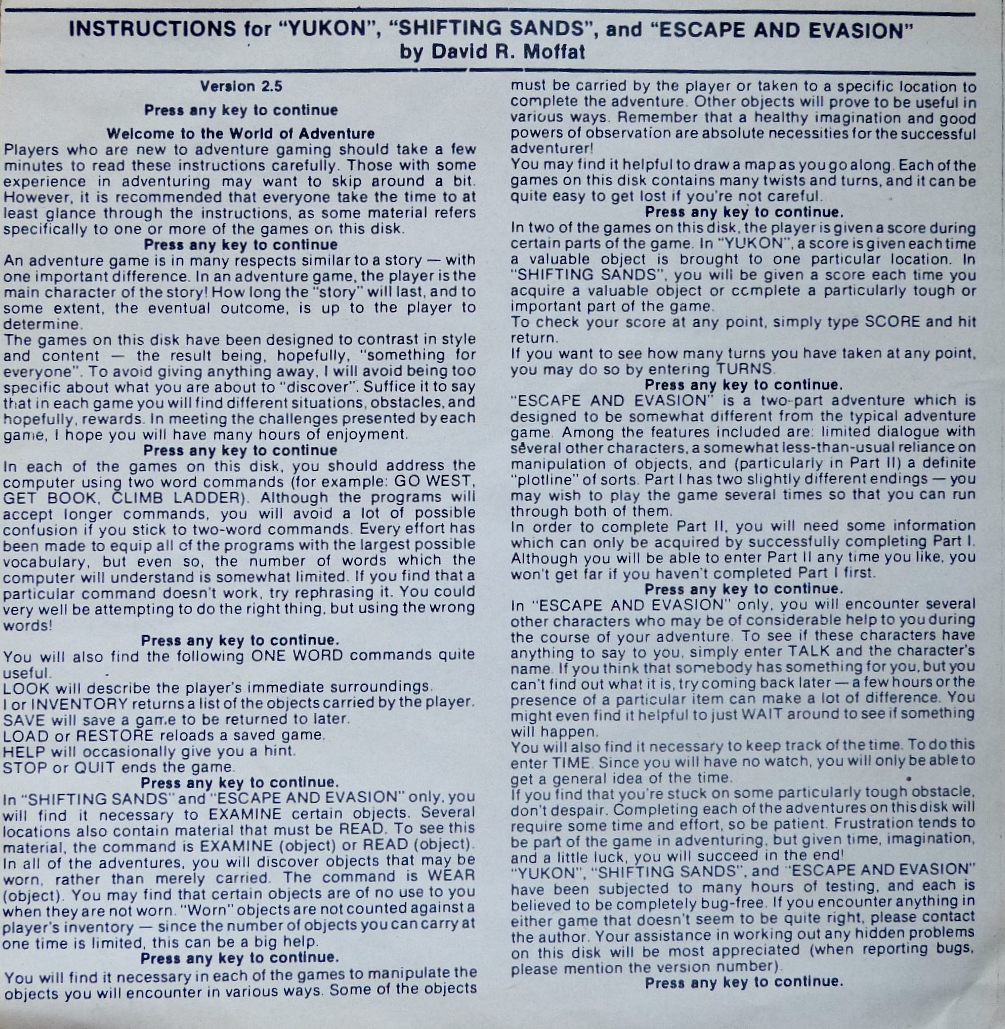 INSTRUCTIONS for "YUKON", "SHIFTING SANDS", and "ESCAPE AND EVASION"
by David R. Moffat
Version 2.5
Press any key to continue
Welcome to the World of Adventure
Players who are new to adventure gaming should take a few
minutes to read these instructions carefully. Those with some
experience in adventuring may want to skip around a bit.
However, it is recommended that everyone take the time to at
least glance through the instructions, as some material refers
specifically to one or more of the games on this disk.
Press any key to continue
An adventure game is in many respects similar to a story — with
one important difference. In an adventure game, the player is the
main character of the story! How long the "story" will last, and to
some extent, the eventual outcome, is up to the player to
determine.
The games on this disk have been designed to contrast in style
and content — the result being, hopefully, "something for
everyone". To avoid giving anything away, I will avoid being too
specific about what you are about to "discover". Suffice it to say
that in each game you will find different situations, obstacles, and
hopefully, rewards. In meeting the challenges presented by each
game, I hope you will have many hours of enjoyment.
Press any key to continue
In each of the games on this disk, you should address the
computer using two word commands (for example: GO WEST,
GET BOOK, CLIMB LADDER). Although the programs will
accept longer commands, you will avoid a lot of possible
confusion if you stick to two-word commands. Every effort has
been made to equip all of the programs with the largest possible
vocabulary, but even so, the number of words which the
computer will understand is somewhat limited. If you find that a
particular command doesn't work, try rephrasing it. You could
very well be attempting to do the right thing, but using the wrong
words!
Press any key to continue.
You will also find the following ONE WORD commands quite
useful.
LOOK will describe the player's immediate surroundings.
I or INVENTORY returns a list of the objects carried by the player.
SAVE will save a game to be returned to later.
LOAD or RESTORE reloads a saved game.
HELP will occasionally give you a hint.
STOP or QUIT ends the game.
Press any key to continue.
In "SHIFTING SANDS" and "ESCAPE AND EVASION" only, you
will find it necessary to EXAMINE certain objects. Several
locations also contain material that must be READ. To see this
material, the command is EXAMINE (object) or READ (object).
In all of the adventures, you will discover objects that may be
worn, rather than merely carried. The command is WEAR
(object). You may find that certain objects are of no use to you
when they are not worn. "Worn" objects are not counted against a
player's inventory — since the number of objects you can carry at
one time is limited, this can be a big help.
Press any key to continue.
You will find it necessary in each of the games to manipulate the
objects you will encounter in various ways. Some of the objects
must be carried by the player or taken to a specific location to
complete the adventure. Other objects will prove to be useful in
various ways. Remember that a healthy imagination and good
powers of observation are absolute necessities for the successful
adventurer!
You may find it helpful to draw a map as you go along. Each of the
games on this disk contains many twists and turns, and it can be
quite easy to get lost if you're not careful.
Press any key to continue.
In two of the games on this disk, the player is given a score during
certain parts of the game. In "YUKON", a score is given each time
a valuable object is brought to one particular location. In
"SHIFTING SANDS", you will be given a score each time you
acquire a valuable object or complete a particularly tough or
important part of the game.
To check your score at any point, simply type SCORE and hit
return.
If you want to see how many turns you have taken at any point,
you may do so by entering TURNS.
Press any key to continue.
"ESCAPE AND EVASION" is a two-part adventure which is
designed to be somewhat different from the typical adventure
game. Among the features included are: limited dialogue with
several other characters, a somewhat less-than-usual reliance on
manipulation of objects, and (particularly in Part II) a definite
"plotline" of sorts. Part I has two slightly different endings — you
may wish to play the game several times so that you can run
through both of them.
In order to complete Part II, you will need some information
which can only be acquired by successfully completing Part I.
Although you will be able to enter Part II any time you like, you
won't get far if you haven't completed Part I first.
Press any key to continue.
In "ESCAPE AND EVASION" only, you will encounter several
other characters who may be of considerable help to you during
the course of your adventure. To see if these characters have
anything to say to you, simply enter TALK and the character's
name. If you think that somebody has something for you, but you
can't find out what it is, try coming back later — a few hours or the
presence of a particular item can make a lot of difference. You
might even find it helpful to just WAIT around to see if something
will happen.
You will also find it necessary to keep track of the time. To do this
enter TIME. Since you will have no watch, you will only be able to
get a general idea of the time.
If you find that you're stuck on some particularly tough obstacle,
don't despair. Completing each of the adventures on this disk will
require some time and effort, so be patient. Frustration tends to
be part of the game in adventuring, but given time, imagination,
and a little luck, you will succeed in the end!
"YUKON", "SHIFTING SANDS", and "ESCAPE AND EVASION"
have been subjected to many hours of testing, and each is
believed to be completely bug-free. If you encounter anything in
either game that doesn't seem to be quite right, please contact
the author. Your assistance in working out any hidden problems
on this disk will be most appreciated (when reporting bugs,
please mention the version number).
Press any key to continue.